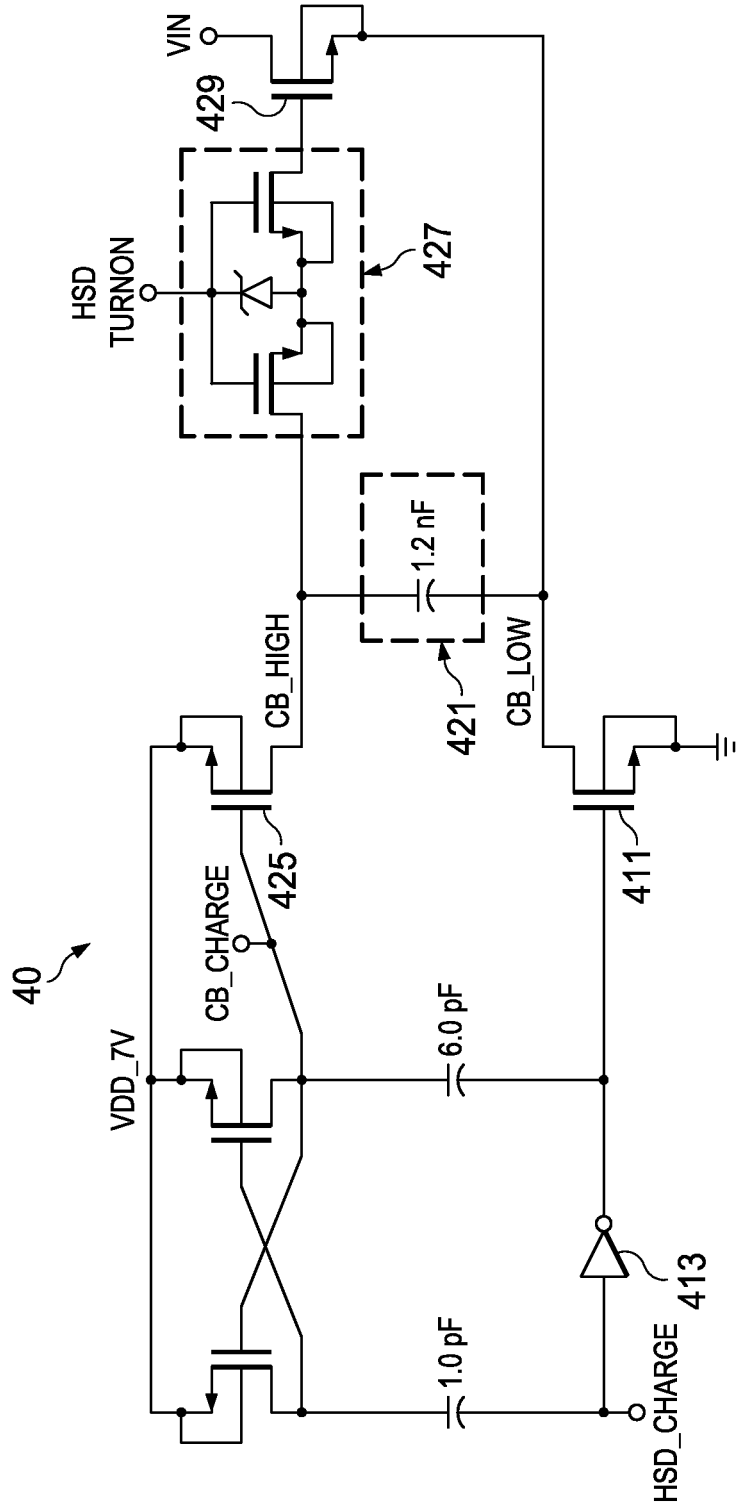 40
VDD_7V
CB_CHARGE
425
CB_HIGH
HSD
TURNON
VIN
429
427
1.2 nF
421
CB_LOW
1.0 pF
6.0 pF
413
411
HSD_CHARGE